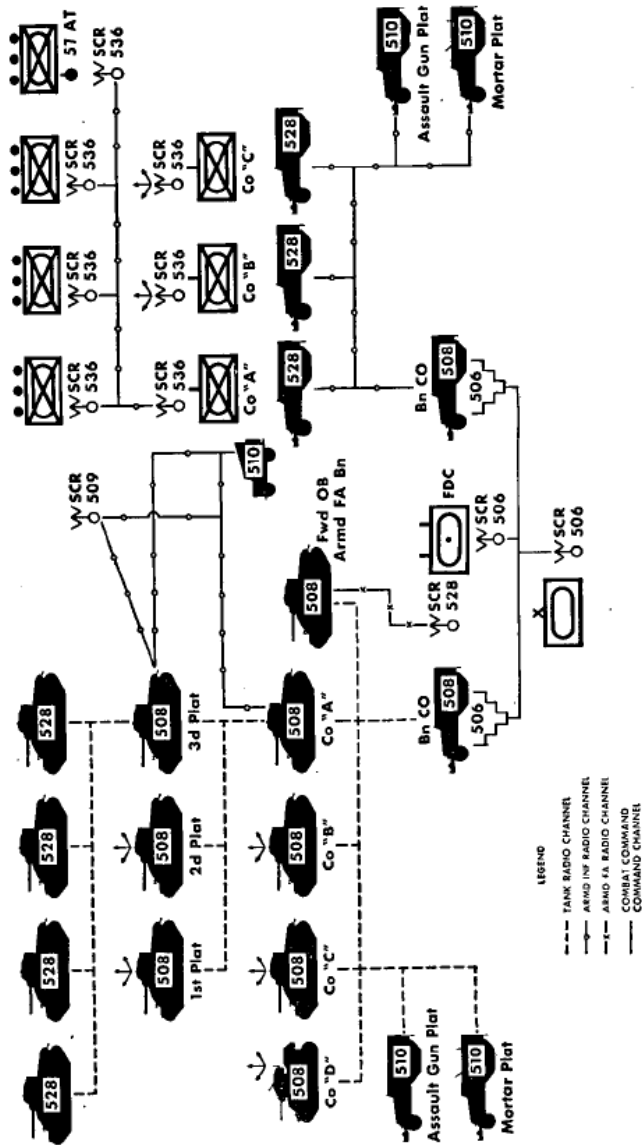 528
528
528
528
508
1st Plat
508
2d Plat
508
3d Plat
508
Co "D"
508
Co "C"
508
Co "B"
508
Co "A"
SCR
509
510
508
Fwd OB
Armd FA Bn
SCR
528
510
Assault Gun Plat
510
Mortar Plat
Bn CO
508
506
FDC
SCR
506
SCR
506
Bn CO
508
506
SCR
536
SCR
536
SCR
536
57 AT
SCR
536
SCR
536
Co "A"
SCR
536
Co "B"
SCR
536
Co "C"
528
528
528
510
Assault Gun Plat
510
Mortar Plat
LEGEND
TANK RADIO CHANNEL
ARMD INF RADIO CHANNEL
ARMD FA RADIO CHANNEL
COMBAT COMMAND
COMMAND CHANNEL